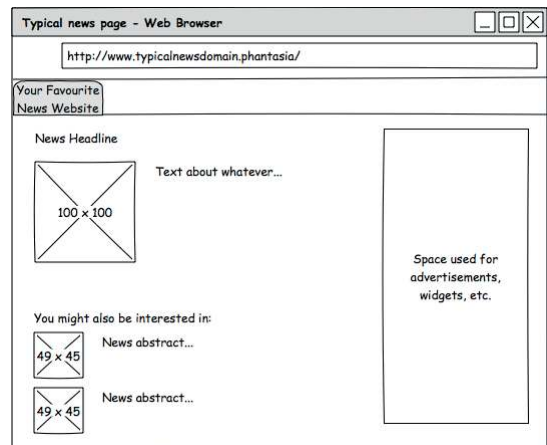 Typical news page - Web Browser
http://www.typicalnewsdomain.phantasia/
Your Favourite
News Website
News Headline
100 x 100
Text about whatever...
Space used for
advertisements,
widgets, etc.
You might also be interested in:
49 x 45
News abstract...
49 x 45
News abstract...